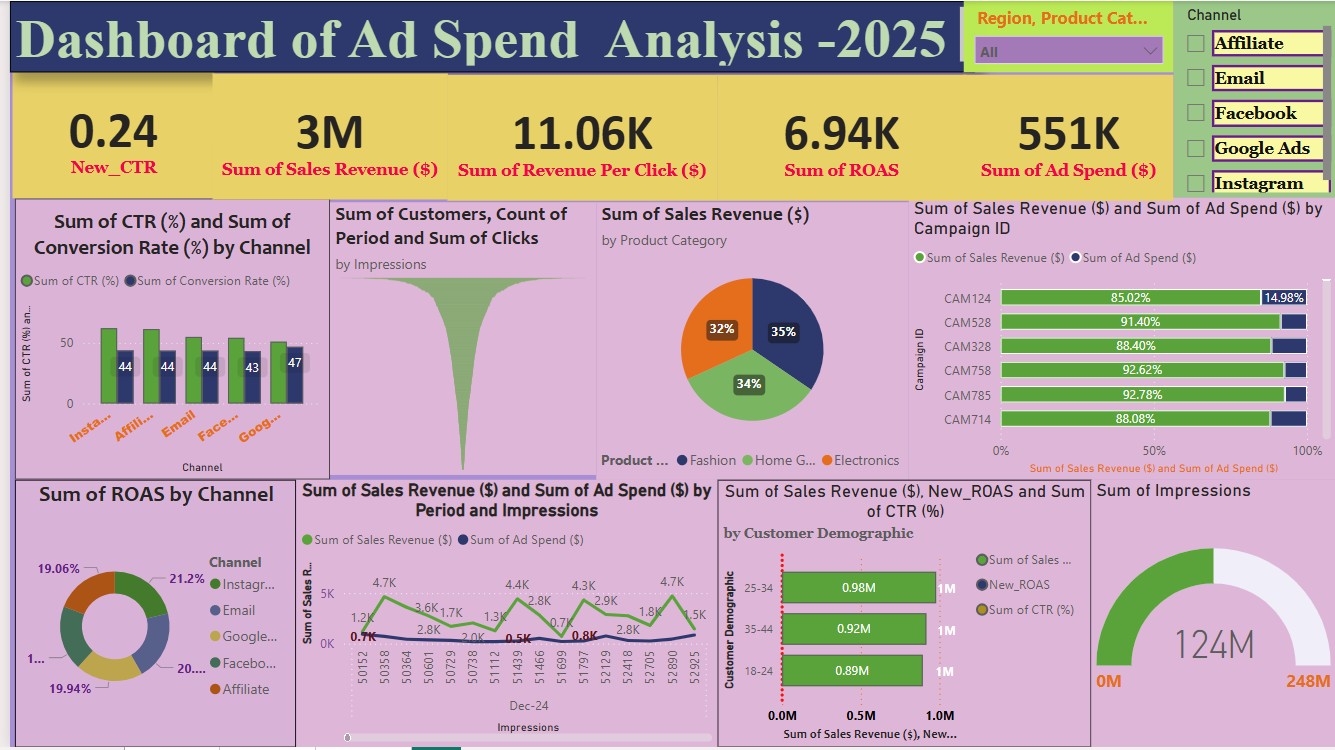 Dashboard of Ad Spend Analysis -2025
Region, Product Cat...
All
Channel
Affiliate
Email
Facebook
Google Ads
Instagram
0.24
New_CTR
3M
Sum of Sales Revenue ($)
11.06K
Sum of Revenue Per Click ($)
6.94K
Sum of ROAS
551K
Sum of Ad Spend ($)
Sum of CTR (%) and Sum of
Conversion Rate (%) by Channel
Sum of CTR (%) Sum of Conversion Rate (%)
Sum of CTR (%) an...
50
0
44
44
44
43
47
Insta...
Affili...
Email
Face...
Goog...
Channel
Sum of Customers, Count of
Period and Sum of Clicks
by Impressions
Sum of Sales Revenue ($)
by Product Category
32%
35%
34%
Product ... Fashion Home G... Electronics
Sum of Sales Revenue ($) and Sum of Ad Spend ($) by
Campaign ID
Sum of Sales Revenue ($) Sum of Ad Spend ($)
Campaign ID
CAM124 85.02% 14.98%
CAM528 91.40%
CAM328 88.40%
CAM758 92.62%
CAM785 92.78%
CAM714 88.08%
0% 50% 100%
Sum of Sales Revenue ($) and Sum of Ad Spend ($)
Sum of ROAS by Channel
19.06%
21.2%
1...
20....
19.94%
Channel
Instagr...
Email
Google...
Facebo...
Affiliate
Sum of Sales Revenue ($) and Sum of Ad Spend ($) by
Period and Impressions
Sum of Sales Revenue ($) Sum of Ad Spend ($)
Sum of Sales R...
5K
0K
1.2K
0.7K
4.7K
3.6K
2.8K
1.7K
2.0K
1.3K
4.4K
0.5K
2.8K
0.7K
4.3K
0.8K
2.9K
2.8K
1.8K
4.7K
1.5K
50152
50358
50364
50601
50729
50738
51112
51439
51466
51699
51797
52129
52418
52705
52890
52925
Dec-24
Impressions
Sum of Sales Revenue ($), New_ROAS and Sum
of CTR (%)
by Customer Demographic
Customer Demographic
25-34 0.98M 1M
35-44 0.92M 1M
18-24 0.89M 1M
0.0M 0.5M 1.0M
Sum of Sales Revenue ($), New...
Sum of Sales ...
New_ROAS
Sum of CTR (%)
Sum of Impressions
124M
0M
248M